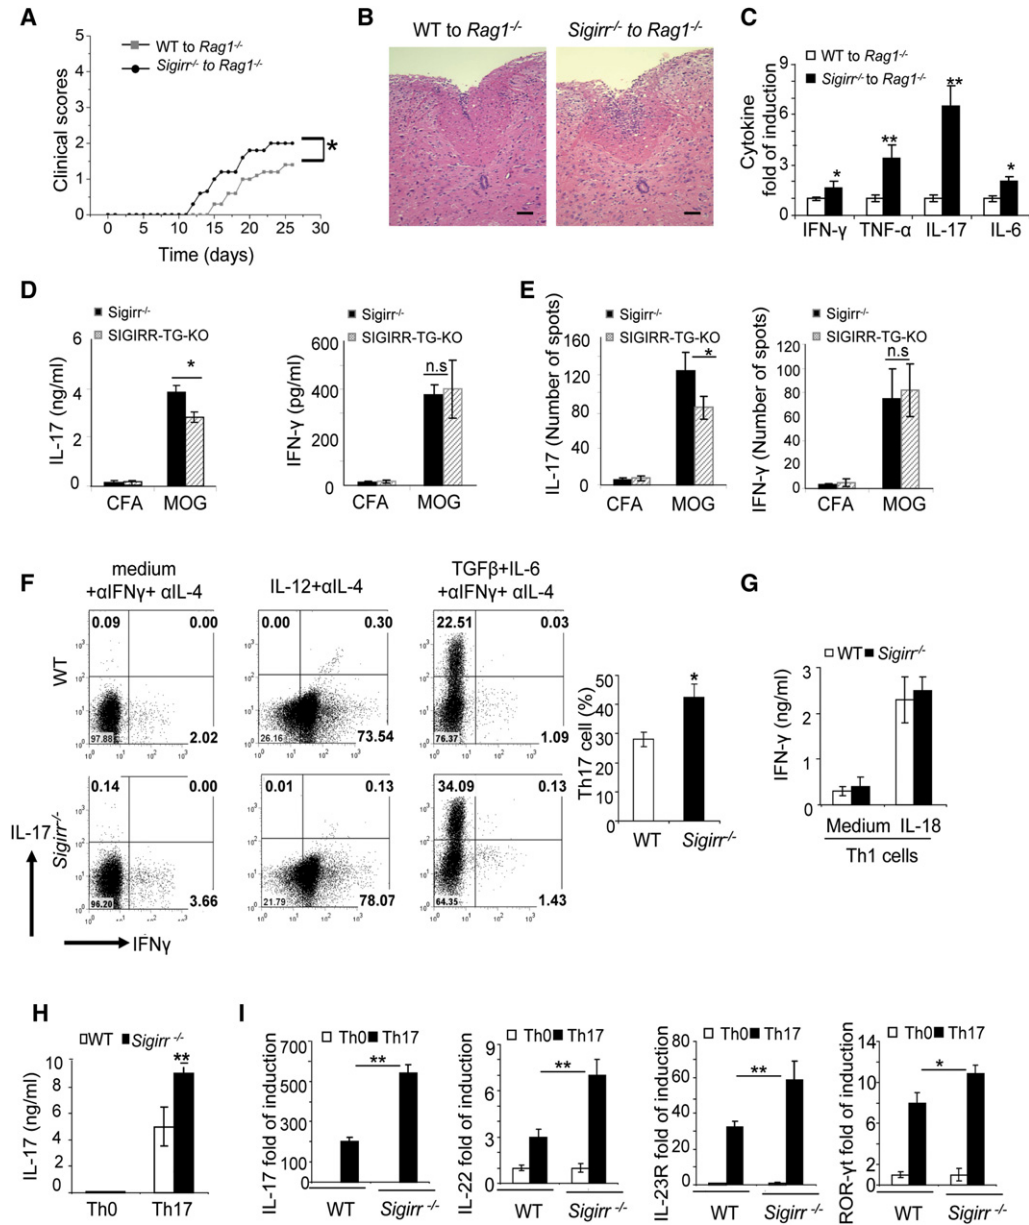 A
5
4
3
2
1
0
Clinical scores
WT to Rag1-/-
Sigirr-/- to Rag1-/-
*
0 5 10 15 20 25 30
Time (days)
B
WT to Rag1-/-
Sigirr-/- to Rag1-/-
C
WT to Rag1-/-
Sigirr-/- to Rag1-/-
Cytokine
fold of induction
9
6
3
0
* ** ** *
IFN-γ TNF-α IL-17 IL-6
D
Sigirr-/-
SIGIRR-TG-KO
IL-17 (ng/ml)
6
4
2
0
*
CFA MOG
Sigirr-/-
SIGIRR-TG-KO
IFN-γ (pg/ml)
600
400
200
0
n.s
CFA MOG
E
Sigirr-/-
SIGIRR-TG-KO
IL-17 (Number of spots)
160
120
80
40
0
*
CFA MOG
Sigirr-/-
SIGIRR-TG-KO
IFN-γ (Number of spots)
120
100
80
60
40
20
0
n.s
CFA MOG
F
medium
+αIFNγ+ αIL-4
IL-12+αIL-4
TGFβ+IL-6
+αIFNγ+ αIL-4
WT
0.09 0.00
97.88 2.02
0.00 0.30
26.16 73.54
22.51 0.03
76.37 1.09
Sigirr-/-
0.14 0.00
96.20 3.66
0.01 0.13
21.79 78.07
34.09 0.13
64.35 1.43
IL-17
IFNγ
Th17 cell (%)
50
40
30
20
10
0
*
WT Sigirr-/-
G
WT Sigirr-/-
IFN-γ (ng/ml)
3
2
1
0
Medium IL-18
Th1 cells
H
WT Sigirr -/-
IL-17 (ng/ml)
10
8
6
4
2
0
**
Th0 Th17
I
Th0 Th17
IL-17 fold of induction
700
500
300
100
0
**
WT Sigirr -/-
Th0 Th17
IL-22 fold of induction
9
6
3
0
**
WT Sigirr -/-
Th0 Th17
IL-23R fold of induction
80
60
40
20
0
**
WT Sigirr -/-
Th0 Th17
ROR-γt fold of induction
14
10
6
2
0
*
WT Sigirr -/-